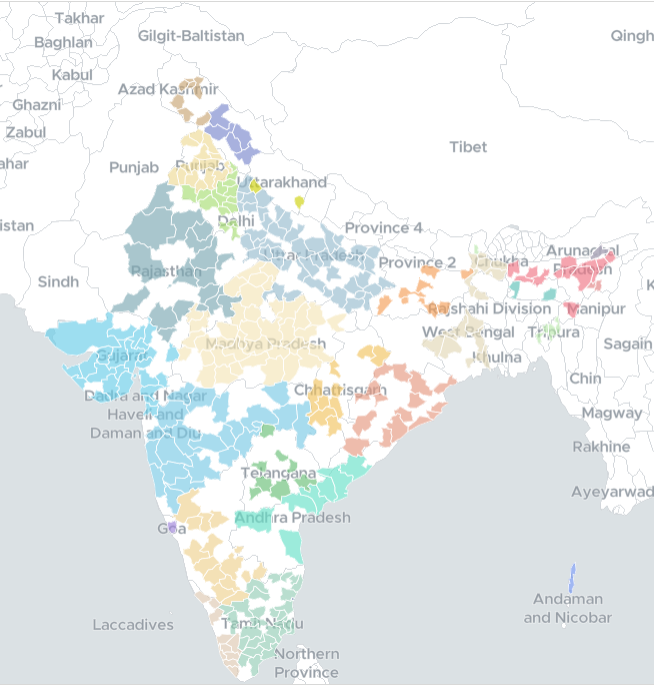 Takhar
Gilgit-Baltistan
Qingh
Baghlan
Kabul
Azad Kashmir
Ghazni
Zabul
Tibet
ahar
Punjab
Punjab
Uttarakhand
istan
Delhi
Province 4
Arunachal
Pradesh
Uttar Pradesh
Province 2
Chukha
Sindh
Rajasthan
K
Rajshahi Division
Manipur
West Bengal
Tripura
Sagain
Madhya Pradesh
Gujarat
Khulna
Chin
Chhattisgarh
Dadra and Nagar
Haveli and
Daman and Diu
Magway
Rakhine
Telangana
Ayeyarwad
Andhra Pradesh
Goa
Andaman
and Nicobar
Laccadives
Tamil Nadu
Northern
Province